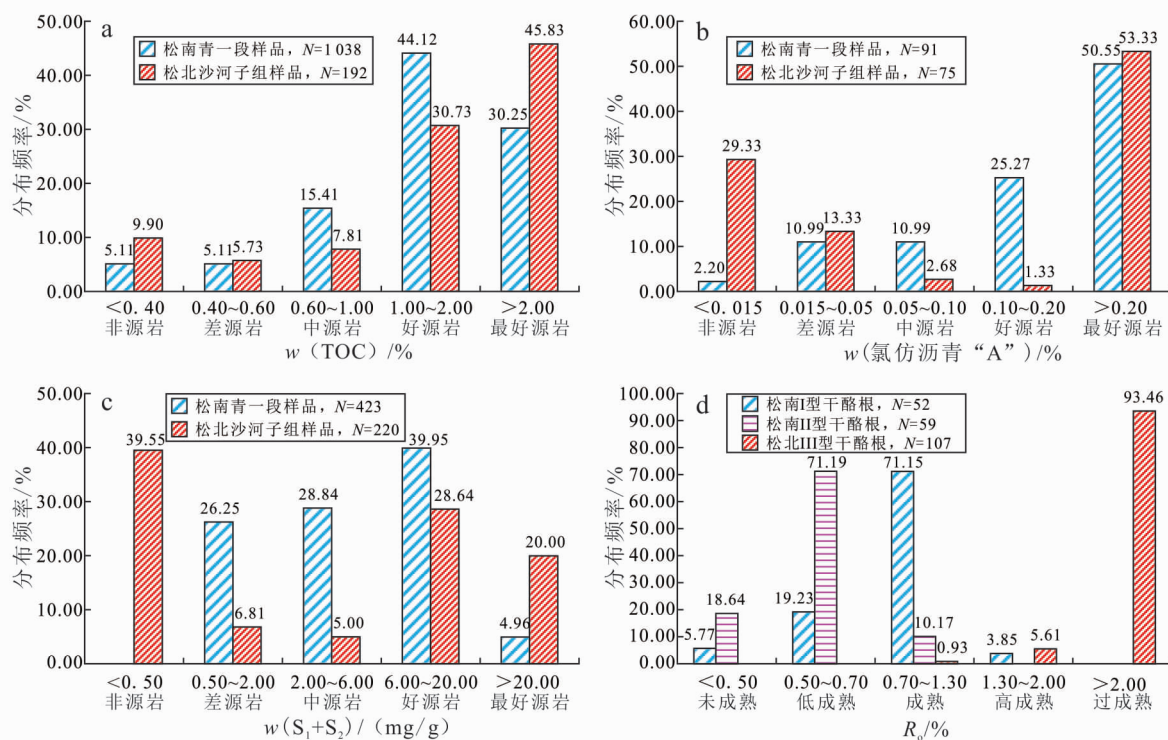 a
50.00
40.00
30.00
20.00
10.00
0.00
分布频率/%
松南青一段样品，N=1 038
松北沙河子组样品，N=192
5.11
9.90
5.11
5.73
15.41
7.81
44.12
30.73
30.25
45.83
<0.40 0.40~0.60 0.60~1.00 1.00~2.00 >2.00
非源岩 差源岩 中源岩 好源岩 最好源岩
w（TOC）/%
b
60.00
50.00
40.00
30.00
20.00
10.00
0.00
分布频率/%
松南青一段样品，N=91
松北沙河子组样品，N=75
2.20
29.33
10.99
13.33
10.99
2.68
25.27
1.33
50.55
53.33
<0.015 0.015~0.05 0.05~0.10 0.10~0.20 >0.20
非源岩 差源岩 中源岩 好源岩 最好源岩
w(氯仿沥青“A”)/%
c
50.00
40.00
30.00
20.00
10.00
0.00
分布频率/%
松南青一段样品，N=423
松北沙河子组样品，N=220
39.55
26.25
6.81
28.84
5.00
39.95
28.64
4.96
20.00
<0.50 0.50~2.00 2.00~6.00 6.00~20.00 >20.00
非源岩 差源岩 中源岩 好源岩 最好源岩
w(S₁+S₂)/（mg/g）
d
100.00
90.00
80.00
70.00
60.00
50.00
40.00
30.00
20.00
10.00
0.00
分布频率/%
松南I型干酪根，N=52
松南II型干酪根，N=59
松北III型干酪根，N=107
5.77
18.64
19.23
71.19
71.15
10.17
0.93
3.85
5.61
93.46
<0.50 0.50~0.70 0.70~1.30 1.30~2.00 >2.00
未成熟 低成熟 成熟 高成熟 过成熟
Rₒ/%